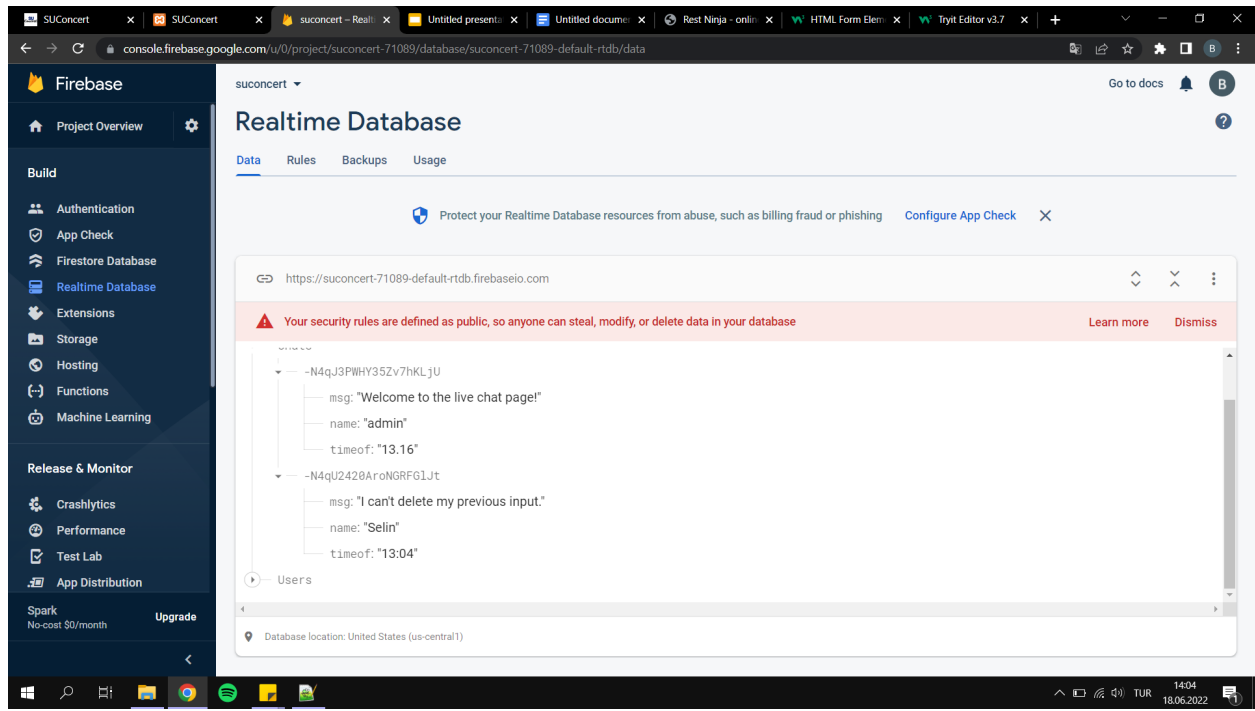 SUConcert
SUConcert
suconcert – Realti
Untitled presenta
Untitled documen
Rest Ninja - onlin
HTML Form Elem
Tryit Editor v3.7
console.firebase.google.com/u/0/project/suconcert-71089/database/suconcert-71089-default-rtdb/data
B
Firebase
suconcert
Go to docs
B
Project Overview
Realtime Database
Data Rules Backups Usage
Build
Authentication
App Check
Firestore Database
Realtime Database
Extensions
Storage
Hosting
Functions
Machine Learning
Release & Monitor
Crashlytics
Performance
Test Lab
App Distribution
Spark
No-cost $0/month
Upgrade
Protect your Realtime Database resources from abuse, such as billing fraud or phishing Configure App Check
https://suconcert-71089-default-rtdb.firebaseio.com
Your security rules are defined as public, so anyone can steal, modify, or delete data in your database Learn more Dismiss
-N4qJ3PWHY35Zv7hKLjU
msg: "Welcome to the live chat page!"
name: "admin"
timeof: "13.16"
-N4qU2420AroNGRFGlJt
msg: "I can't delete my previous input."
name: "Selin"
timeof: "13:04"
Users
Database location: United States (us-central1)
TUR
14:04
18.06.2022
1